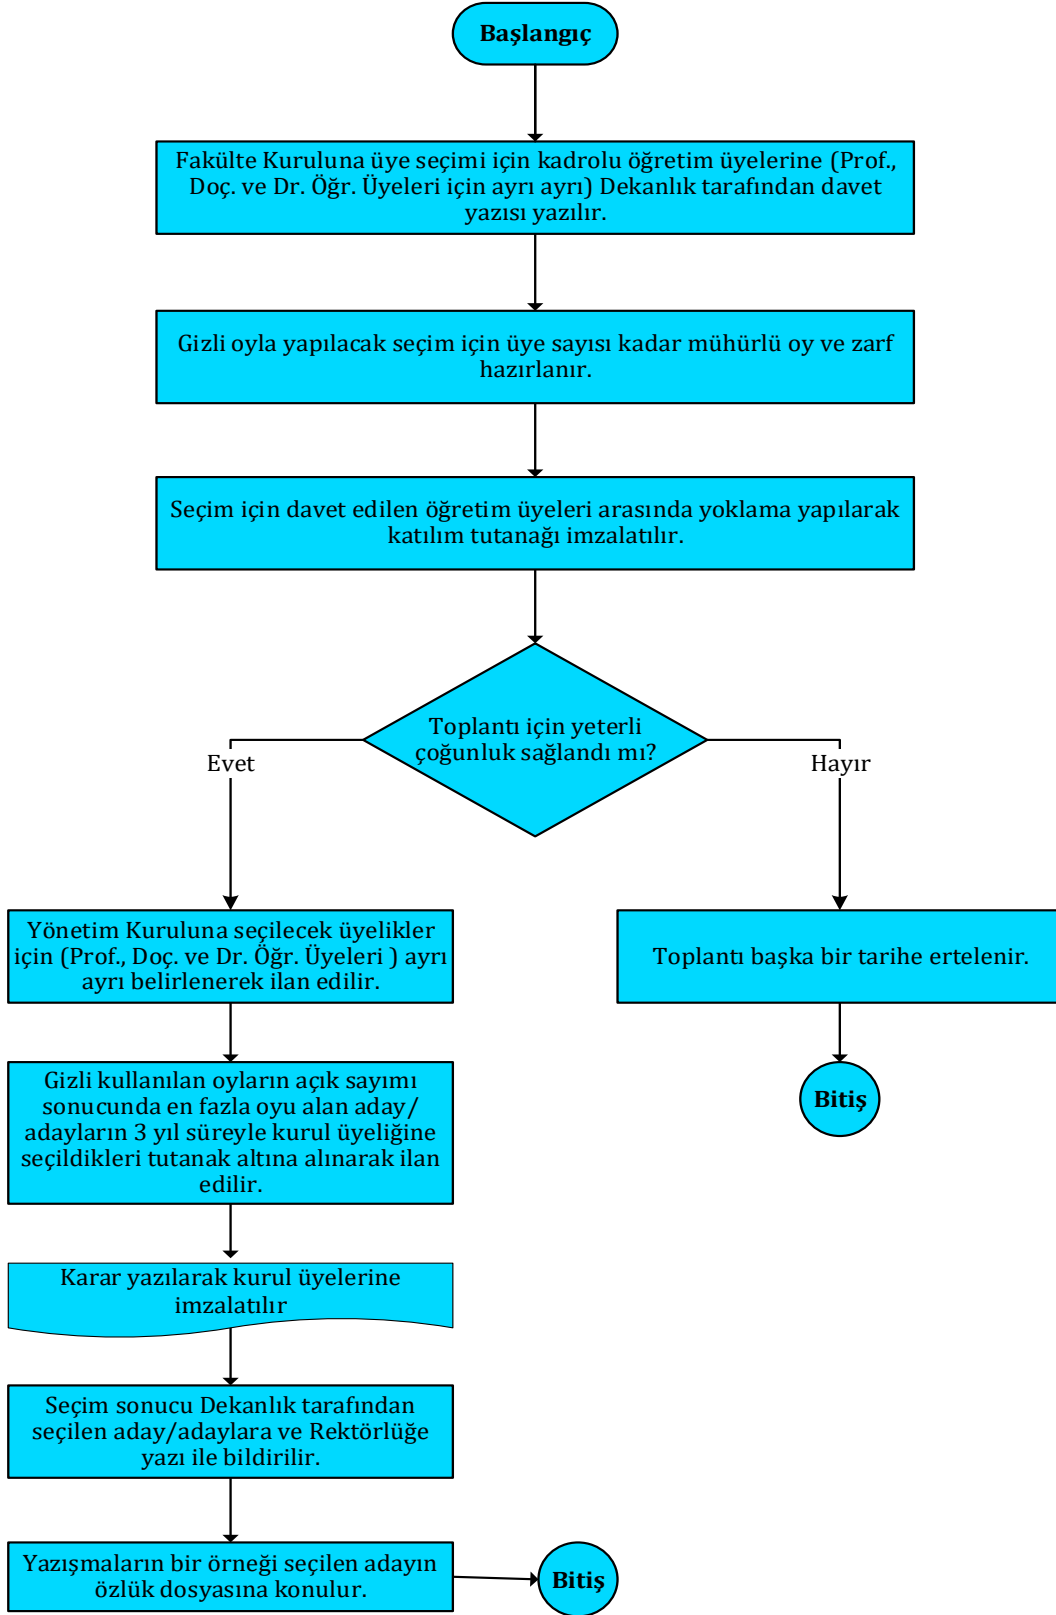 Başlangıç
Fakülte Kuruluna üye seçimi için kadrolu öğretim üyelerine (Prof.,
Doç. ve Dr. Öğr. Üyeleri için ayrı ayrı) Dekanlık tarafından davet
yazısı yazılır.
Gizli oyla yapılacak seçim için üye sayısı kadar mühürlü oy ve zarf
hazırlanır.
Seçim için davet edilen öğretim üyeleri arasında yoklama yapılarak
katılım tutanağı imzalatılır.
Toplantı için yeterli
çoğunluk sağlandı mı?
Evet
Hayır
Yönetim Kuruluna seçilecek üyelikler
için (Prof., Doç. ve Dr. Öğr. Üyeleri ) ayrı
ayrı belirlenerek ilan edilir.
Toplantı başka bir tarihe ertelenir.
Gizli kullanılan oyların açık sayımı
sonucunda en fazla oyu alan aday/
adayların 3 yıl süreyle kurul üyeliğine
seçildikleri tutanak altına alınarak ilan
edilir.
Bitiş
Karar yazılarak kurul üyelerine
imzalatılır
Seçim sonucu Dekanlık tarafından
seçilen aday/adaylara ve Rektörlüğe
yazı ile bildirilir.
Yazışmaların bir örneği seçilen adayın
özlük dosyasına konulur.
Bitiş